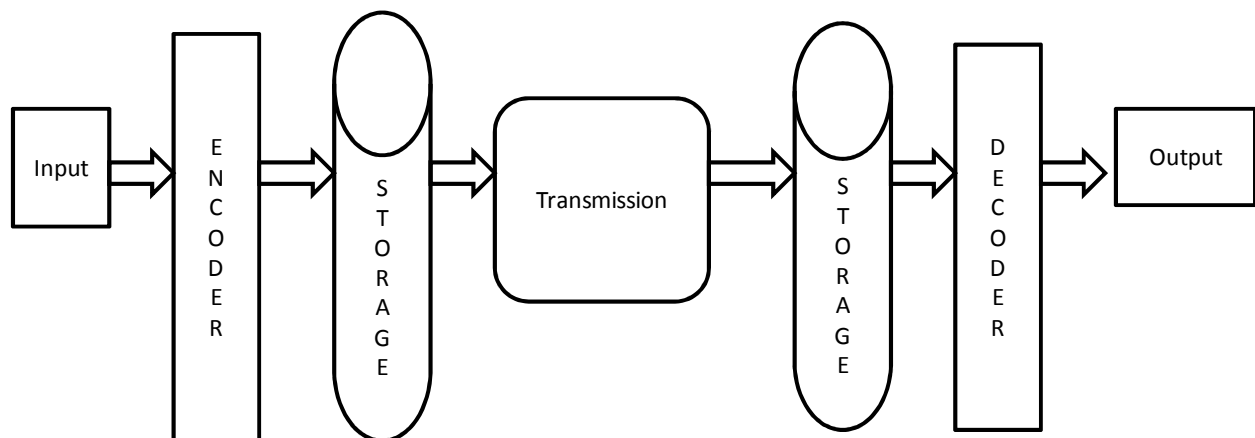 Input
ENCODER
STORAGE
Transmission
STORAGE
DECODER
Output